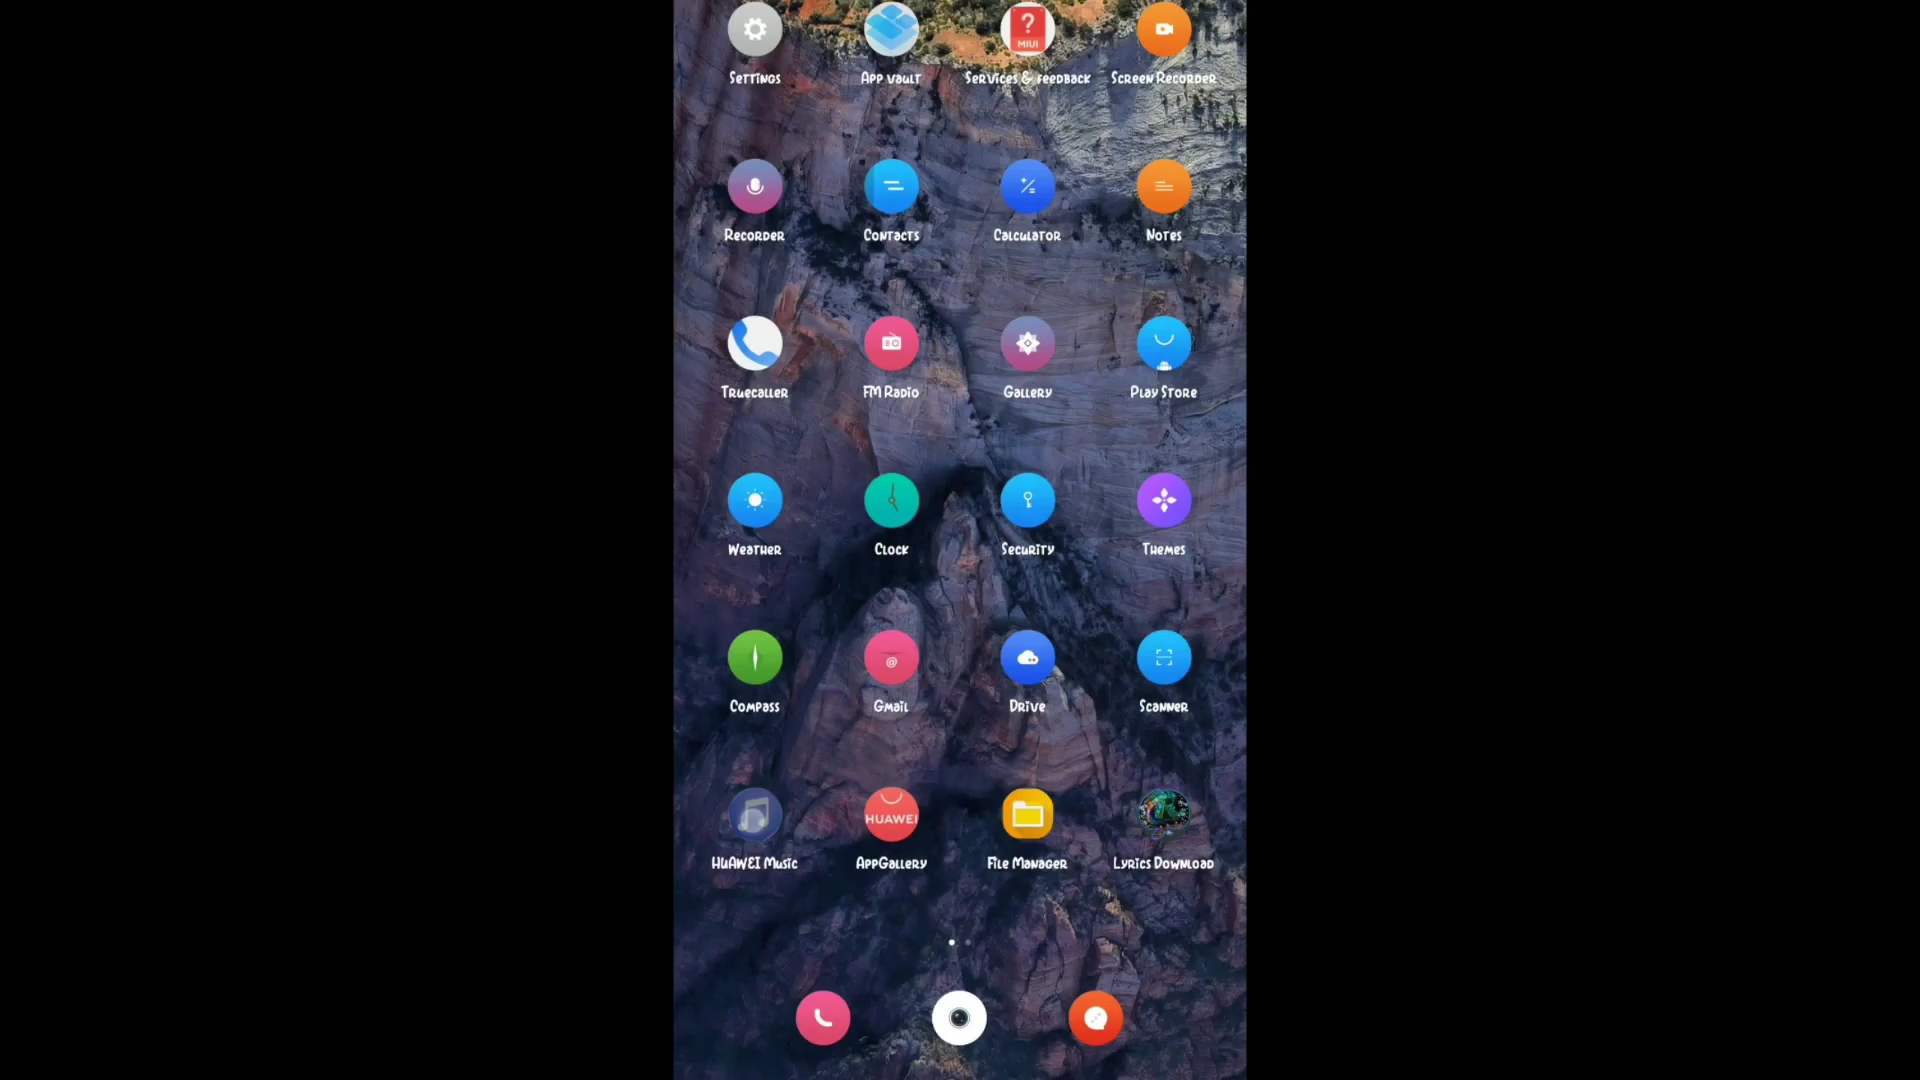 ?
MIUI
Settings App vault Services & feedback Screen Recorder
Recorder Contacts Calculator Notes
Truecaller FM Radio Gallery Play Store
Weather Clock Security Themes
@
Compass Gmail Drive Scanner
HUAWEI
HUAWEI Music AppGallery File Manager Lyrics Download